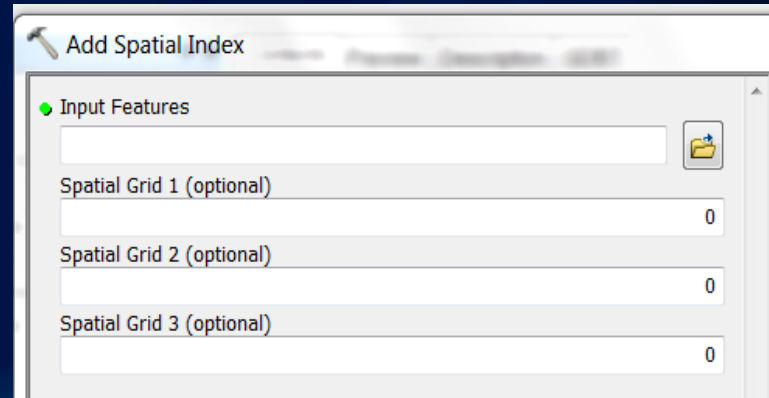 Add Spatial Index
Input Features
Spatial Grid 1 (optional)
0
Spatial Grid 2 (optional)
0
Spatial Grid 3 (optional)
0